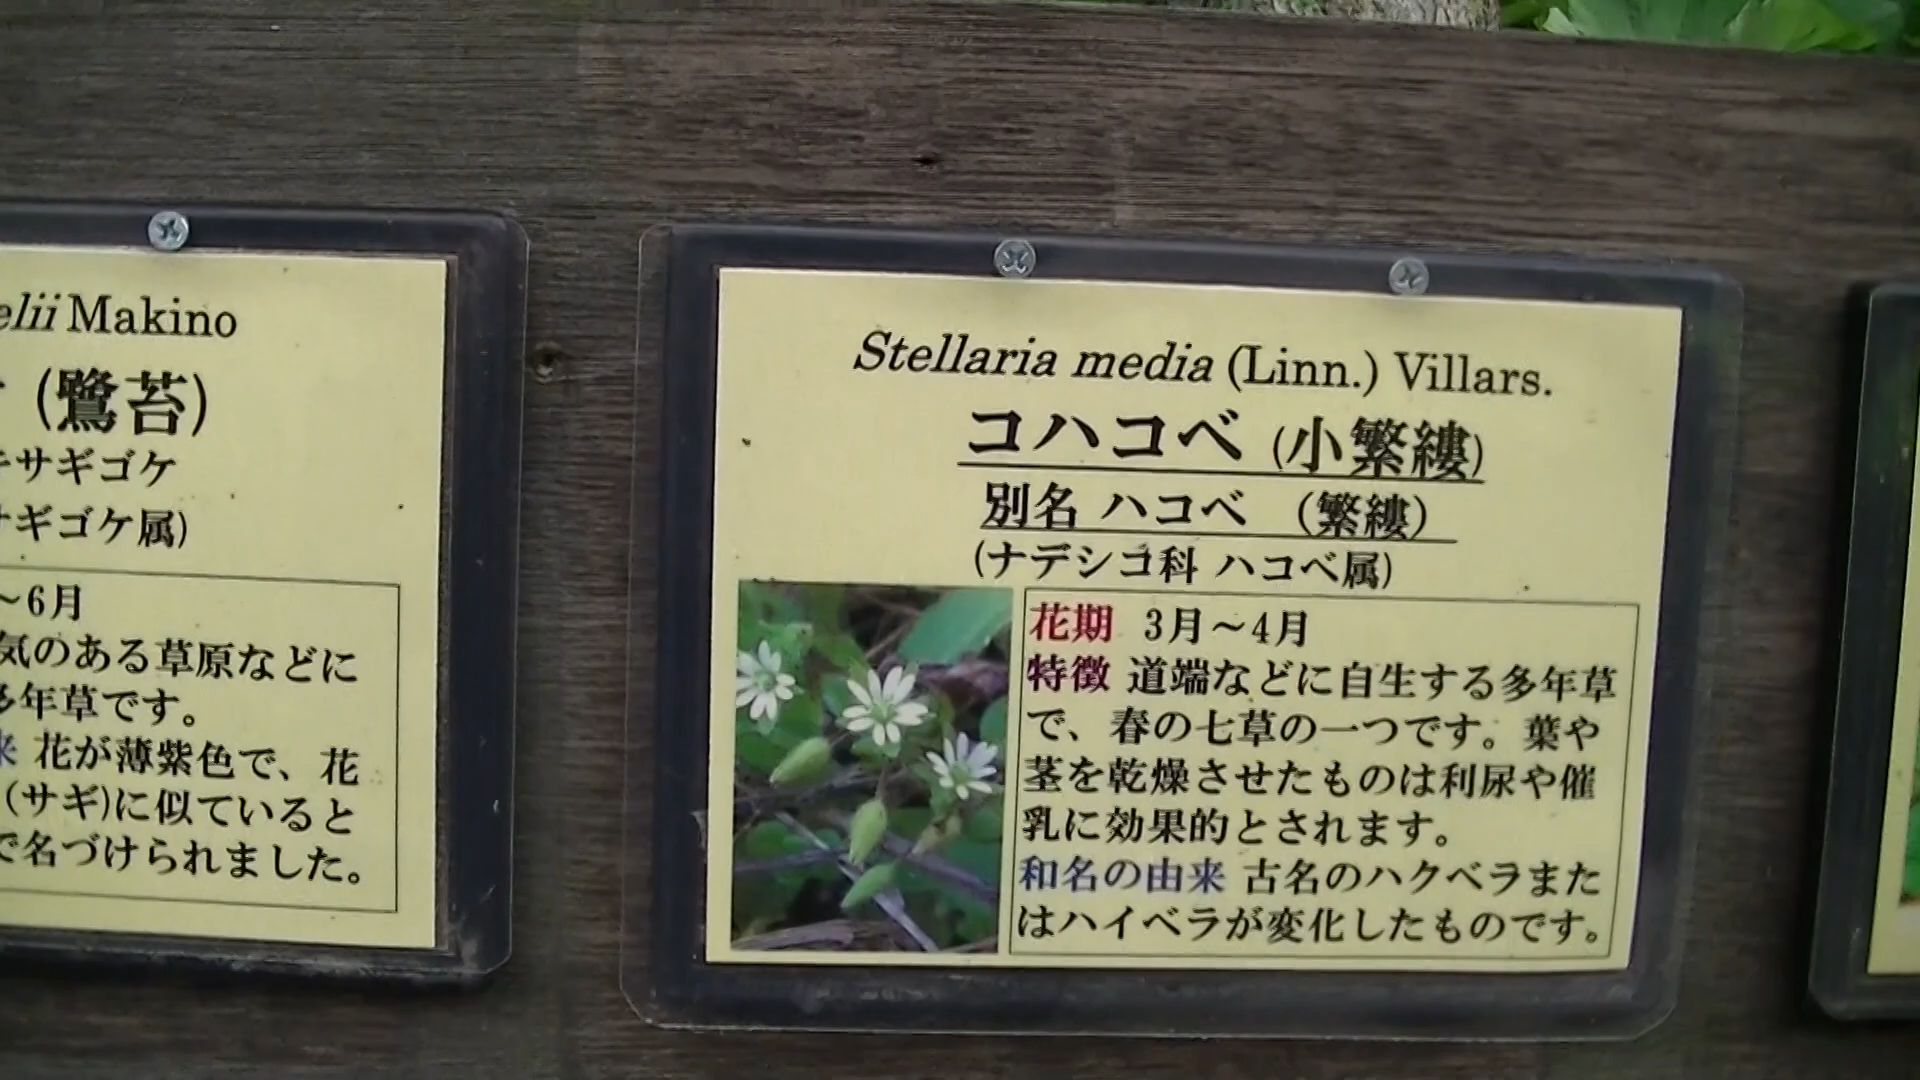 elii Makino
(鷺苔)
キサギゴケ
サギゴケ属)
～6月
気のある草原などに
多年草です。
来 花が薄紫色で、花
(サギ)に似ていると
で名づけられました。
Stellaria media (Linn.) Villars.
コハコベ (小繁縷)
別名 ハコベ (繁縷)
(ナデシコ科 ハコベ属)
花期 3月～4月
特徴 道端などに自生する多年草
で、春の七草の一つです。葉や
茎を乾燥させたものは利尿や催
乳に効果的とされます。
和名の由来 古名のハクベラまた
はハイベラが変化したものです。